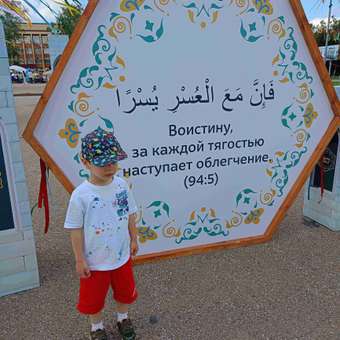 فَإِنَّ مَعَ الْعُسْرِ يُسْرًا
Воистину,
за каждой тягостью
наступает облегчение.
(94:5)